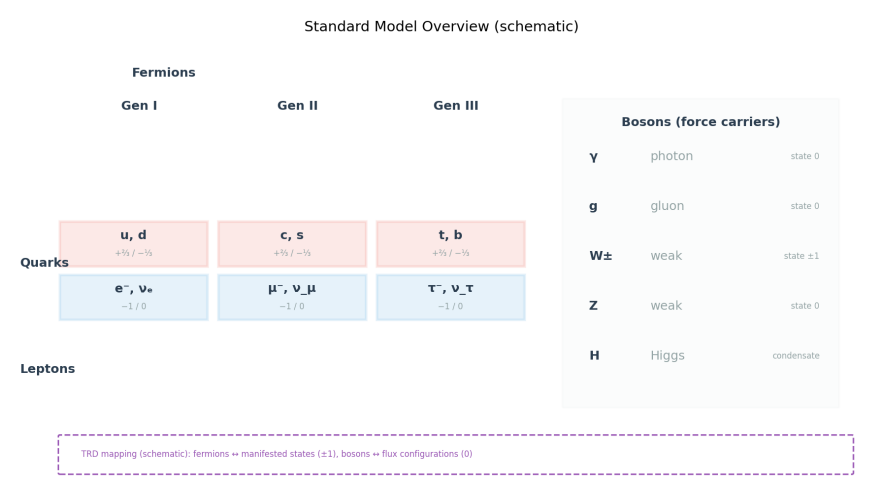 Standard Model Overview (schematic)
Fermions
Gen I Gen II Gen III
Bosons (force carriers)
γ photon state 0
g gluon state 0
W± weak state ±1
Z weak state 0
H Higgs condensate
Quarks
u, d c, s t, b
+⅔ / −⅓ +⅔ / −⅓ +⅔ / −⅓
e⁻, νₑ μ⁻, ν_μ τ⁻, ν_τ
−1 / 0 −1 / 0 −1 / 0
Leptons
TRD mapping (schematic): fermions ↔ manifested states (±1), bosons ↔ flux configurations (0)